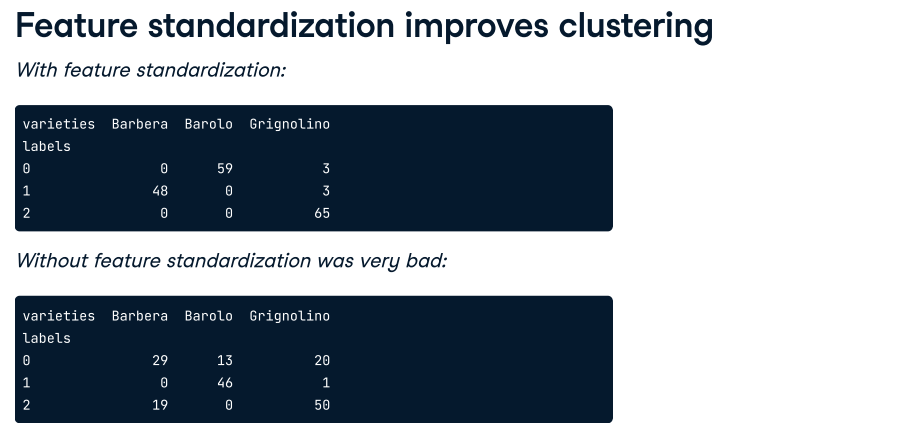 Feature standardization improves clustering
With feature standardization:
varieties  Barbera  Barolo  Grignolino
labels
0                0      59           3
1               48       0           3
2                0       0          65
Without feature standardization was very bad:
varieties  Barbera  Barolo  Grignolino
labels
0               29      13          20
1                0      46           1
2               19       0          50